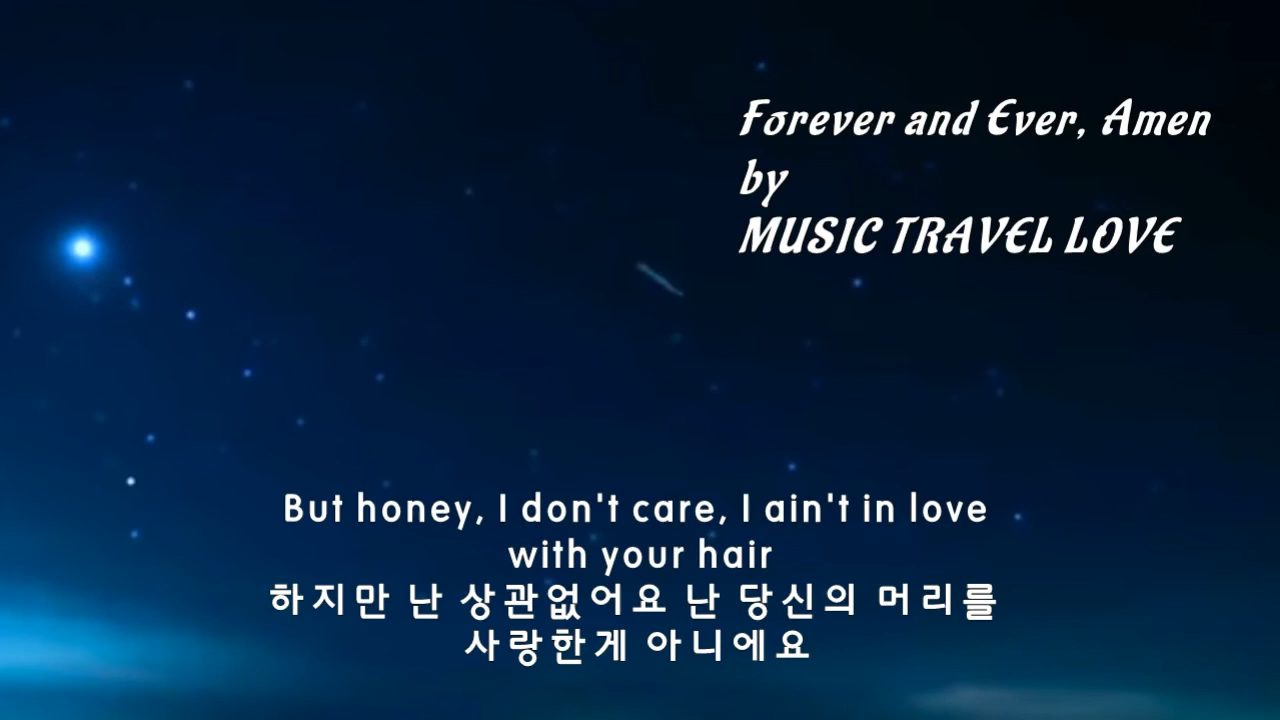 Forever and Ever, Amen
by
MUSIC TRAVEL LOVE
But honey, I don't care, I ain't in love
with your hair
하지만 난 상관없어요 난 당신의 머리를
사랑한게 아니에요